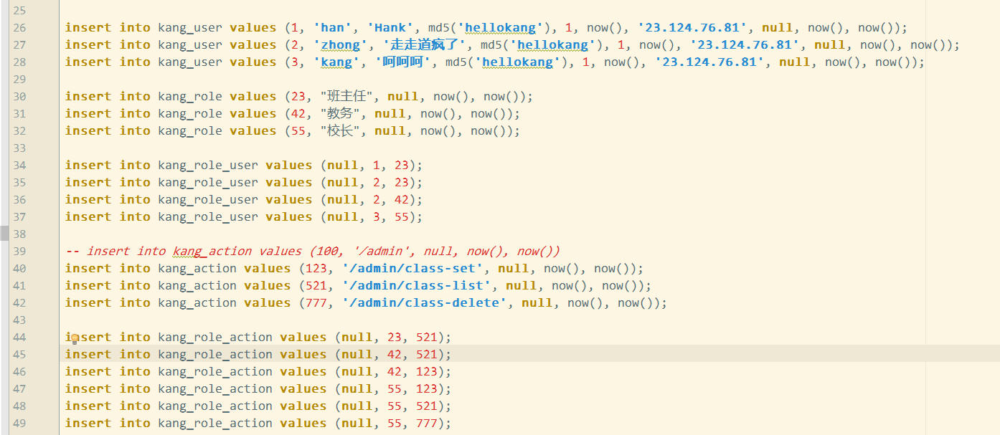 25
26 insert into kang_user values (1, 'han', 'Hank', md5('hellokang'), 1, now(), '23.124.76.81', null, now(), now());
27 insert into kang_user values (2, 'zhong', '走走道疯了', md5('hellokang'), 1, now(), '23.124.76.81', null, now(), now());
28 insert into kang_user values (3, 'kang', '呵呵呵', md5('hellokang'), 1, now(), '23.124.76.81', null, now(), now());
29
30 insert into kang_role values (23, "班主任", null, now(), now());
31 insert into kang_role values (42, "教务", null, now(), now());
32 insert into kang_role values (55, "校长", null, now(), now());
33
34 insert into kang_role_user values (null, 1, 23);
35 insert into kang_role_user values (null, 2, 23);
36 insert into kang_role_user values (null, 2, 42);
37 insert into kang_role_user values (null, 3, 55);
38
39 -- insert into kang_action values (100, '/admin', null, now(), now())
40 insert into kang_action values (123, '/admin/class-set', null, now(), now());
41 insert into kang_action values (521, '/admin/class-list', null, now(), now());
42 insert into kang_action values (777, '/admin/class-delete', null, now(), now());
43
44 insert into kang_role_action values (null, 23, 521);
45 insert into kang_role_action values (null, 42, 521);
46 insert into kang_role_action values (null, 42, 123);
47 insert into kang_role_action values (null, 55, 123);
48 insert into kang_role_action values (null, 55, 521);
49 insert into kang_role_action values (null, 55, 777);